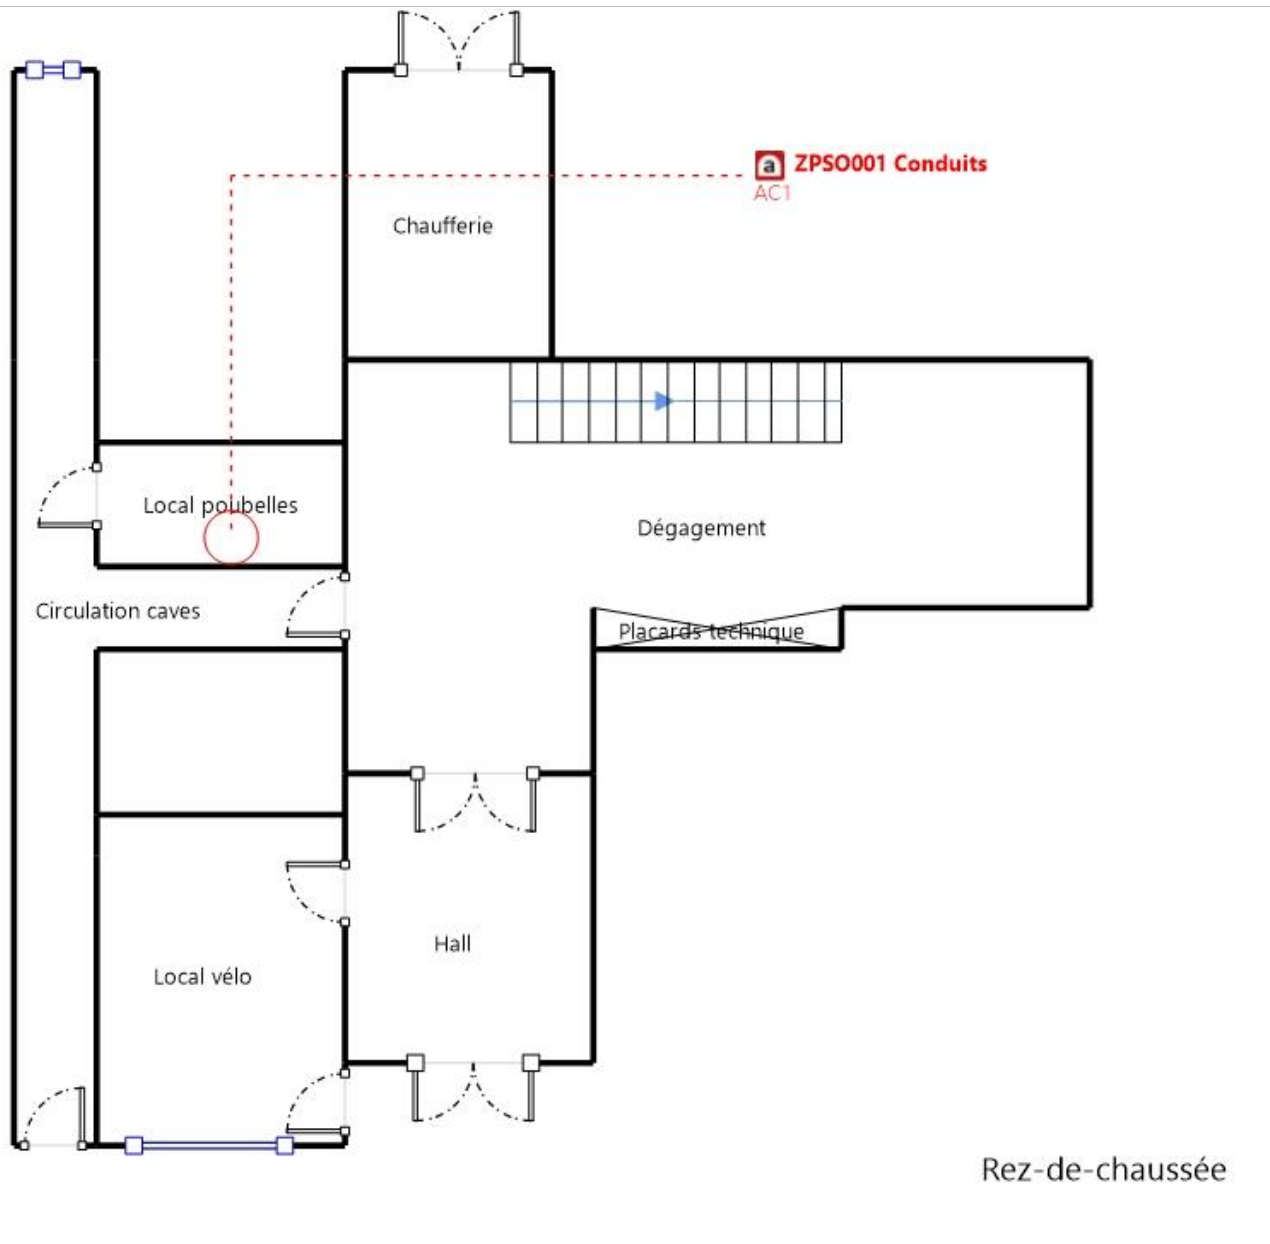 a ZPSO001 Conduits
AC1
Chaufferie
Local poubelles
Dégagement
Circulation caves
Placards technique
Hall
Local vélo
Rez-de-chaussée